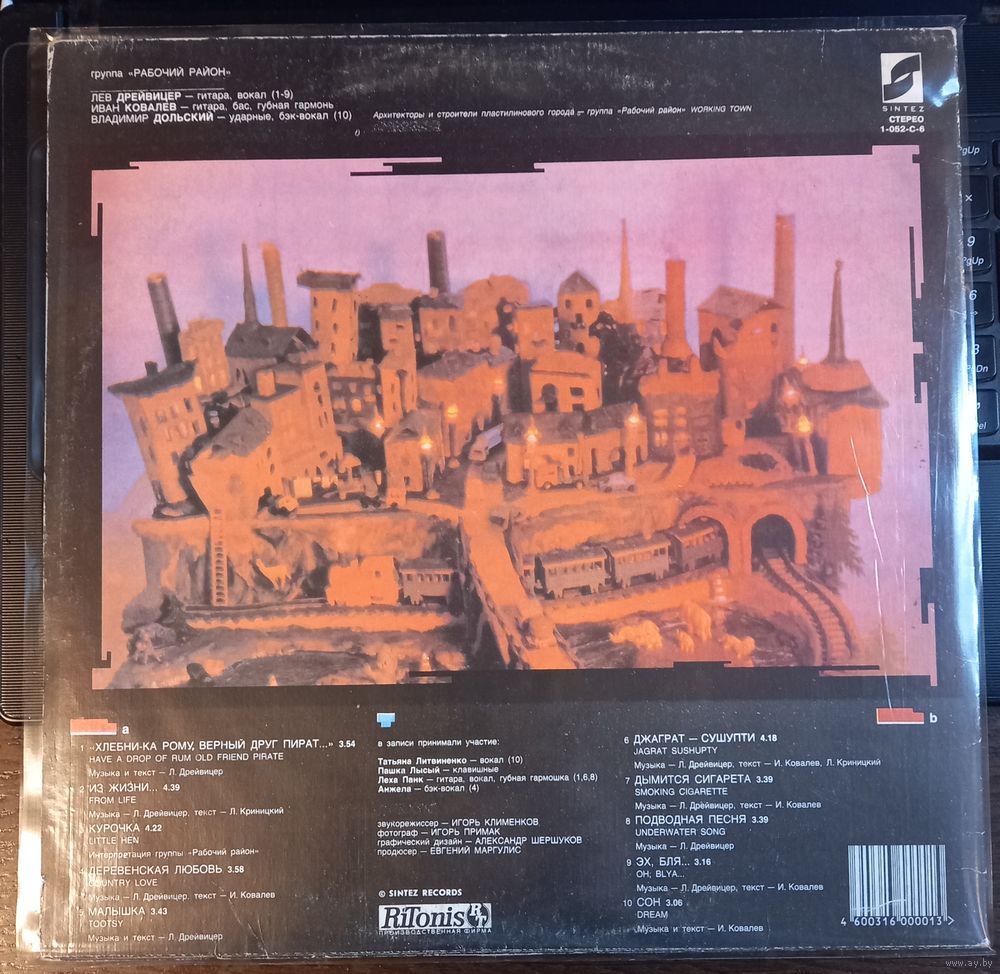 группа «РАБОЧИЙ РАЙОН»
ЛЕВ ДРЕЙВИЦЕР — гитара, вокал (1-9)
ИВАН КОВАЛЕВ — гитара, бас, губная гармонь
ВЛАДИМИР ДОЛЬСКИЙ — ударные, бэк-вокал (10)
Архитекторы и строители пластилинового города — группа «Рабочий район» WORKING TOWN
SINTEZ
СТЕРЕО
1-052-C-6
a
1 «ХЛЕБНИ-КА РОМУ, ВЕРНЫЙ ДРУГ ПИРАТ...» 3.54
HAVE A DROP OF RUM OLD FRIEND PIRATE
Музыка и текст — Л. Дрейвицер
2 ИЗ ЖИЗНИ... 4.39
FROM LIFE
Музыка — Л. Дрейвицер, текст — Л. Криницкий
3 КУРОЧКА 4.22
LITTLE HEN
Интерпретация группы «Рабочий район»
4 ДЕРЕВЕНСКАЯ ЛЮБОВЬ 3.58
COUNTRY LOVE
Музыка — Л. Дрейвицер, текст — И. Ковалев
5 МАЛЫШКА 3.43
TOOTSY
Музыка и текст — Л. Дрейвицер
в записи принимали участие:
Татьяна Литвиненко — вокал (10)
Пашка Лысый — клавишные
Леха Панк — гитара, вокал, губная гармошка (1,6,8)
Анжела — бэк-вокал (4)
звукорежиссер — ИГОРЬ КЛИМЕНКОВ
фотограф — ИГОРЬ ПРИМАК
графический дизайн — АЛЕКСАНДР ШЕРШУКОВ
продюсер — ЕВГЕНИЙ МАРГУЛИС
© SINTEZ RECORDS
RiTonis
ПРОИЗВОДСТВЕННАЯ ФИРМА
b
6 ДЖАГРАТ — СУШУПТИ 4.18
JAGRAT SUSHUPTY
Музыка — Л. Дрейвицер, текст — И. Ковалев, Л. Криницкий
7 ДЫМИТСЯ СИГАРЕТА 3.39
SMOKING CIGARETTE
Музыка — Л. Дрейвицер, текст — И. Ковалев
8 ПОДВОДНАЯ ПЕСНЯ 3.39
UNDERWATER SONG
Музыка — Л. Дрейвицер
9 ЭХ, БЛЯ... 3.16
OH, BLYA...
Музыка — Л. Дрейвицер, текст — И. Ковалев
10 СОН 3.06
DREAM
Музыка и текст — И. Ковалев
4 600316 000013 >
www.ay.by